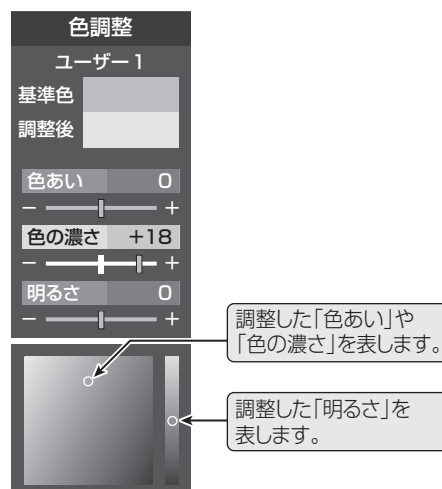 色調整
ユーザー1
基準色
調整後
色あい 0
− +
色の濃さ +18
− +
明るさ 0
− +
調整した「色あい」や
「色の濃さ」を表します。
調整した「明るさ」を
表します。